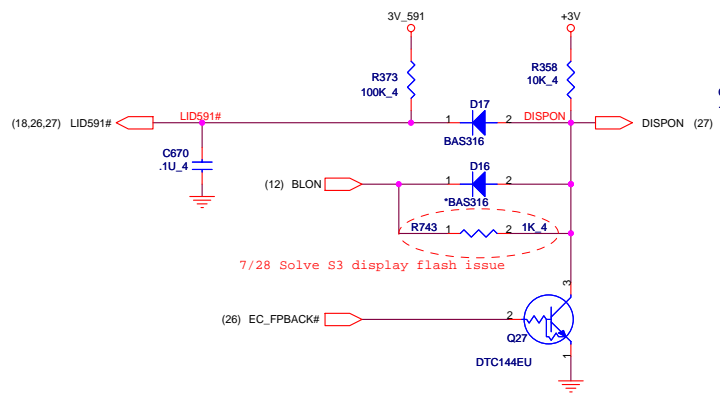 3V_591
+3V
R373
100K_4
R358
10K_4
(18,26,27) LID591#
LID591#
1
D17
2
BAS316
DISPON
DISPON (27)
C670
.1U_4
(12) BLON
1
D16
2
*BAS316
R743
1
2
1K_4
7/28 Solve S3 display flash issue
3
(26) EC_FPBACK#
2
Q27
1
DTC144EU